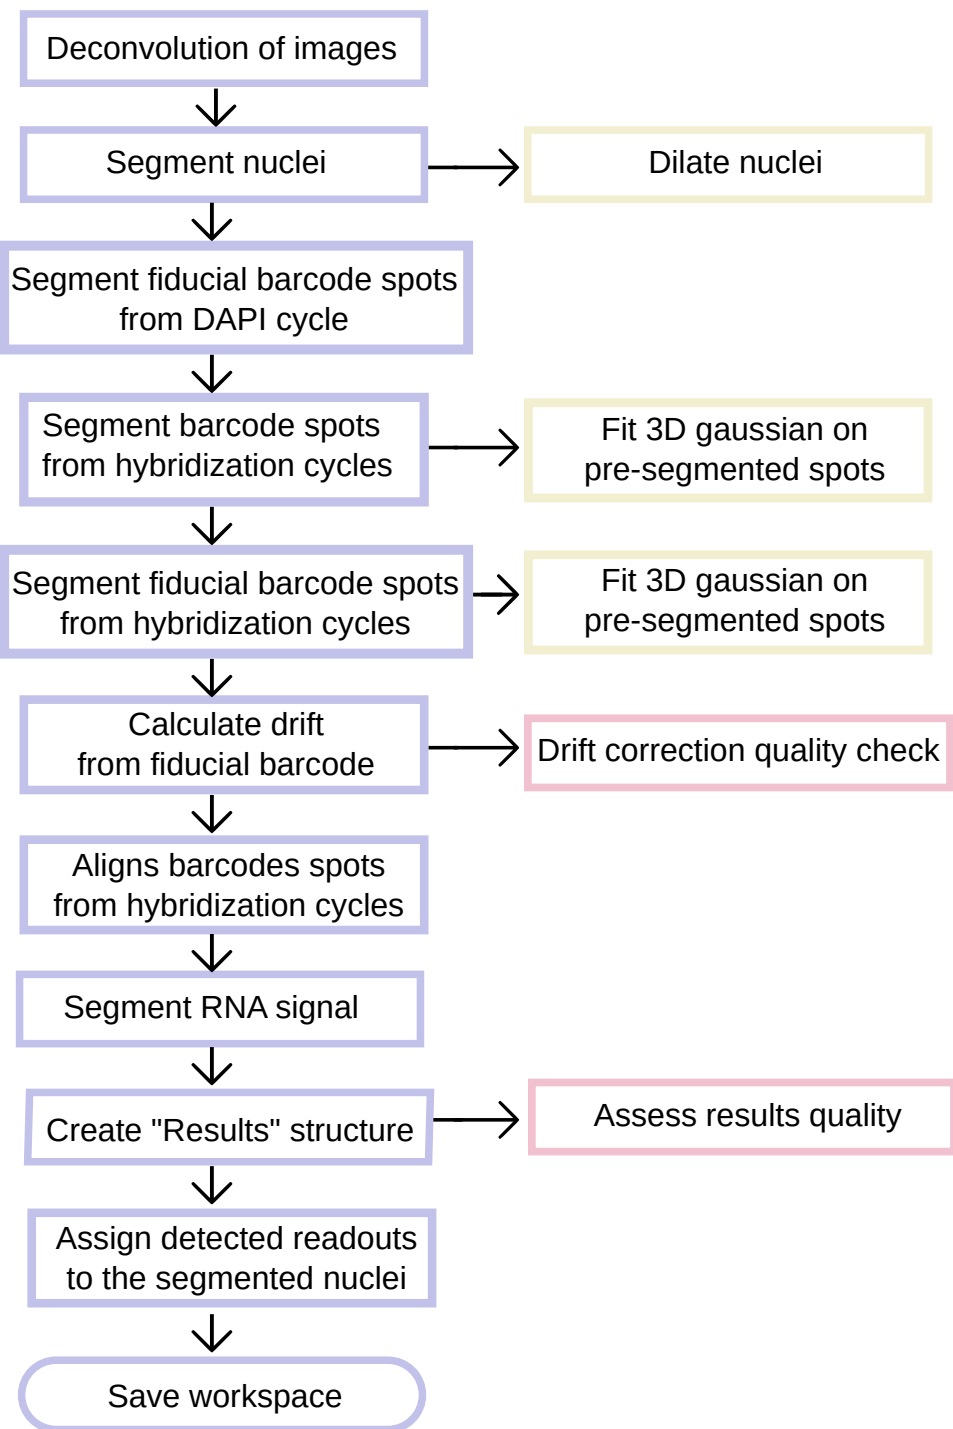 Deconvolution of images
Segment nuclei
Dilate nuclei
Segment fiducial barcode spots
from DAPI cycle
Segment barcode spots
from hybridization cycles
Fit 3D gaussian on
pre-segmented spots
Segment fiducial barcode spots
from hybridization cycles
Fit 3D gaussian on
pre-segmented spots
Calculate drift
from fiducial barcode
Drift correction quality check
Aligns barcodes spots
from hybridization cycles
Segment RNA signal
Create "Results" structure
Assess results quality
Assign detected readouts
to the segmented nuclei
Save workspace